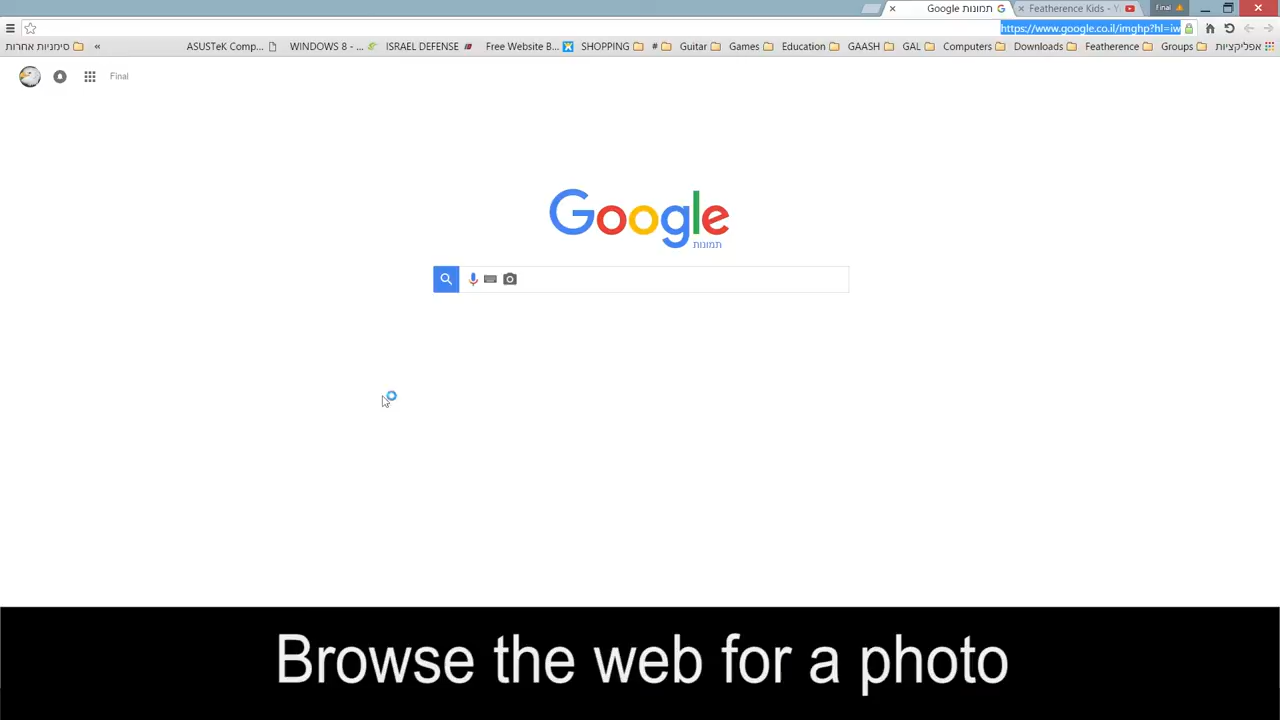 Google תמונות
Featherence Kids - Y
Final
https://www.google.co.il/imghp?hl=iw
סימניות אחרות
»
ASUSTeK Comp...
WINDOWS 8 - ...
ISRAEL DEFENSE
Free Website B...
SHOPPING
#
Guitar
Games
Education
GAASH
GAL
Computers
Downloads
Featherence
Groups
אפליקציות
Final
Google
תמונות
Browse the web for a photo